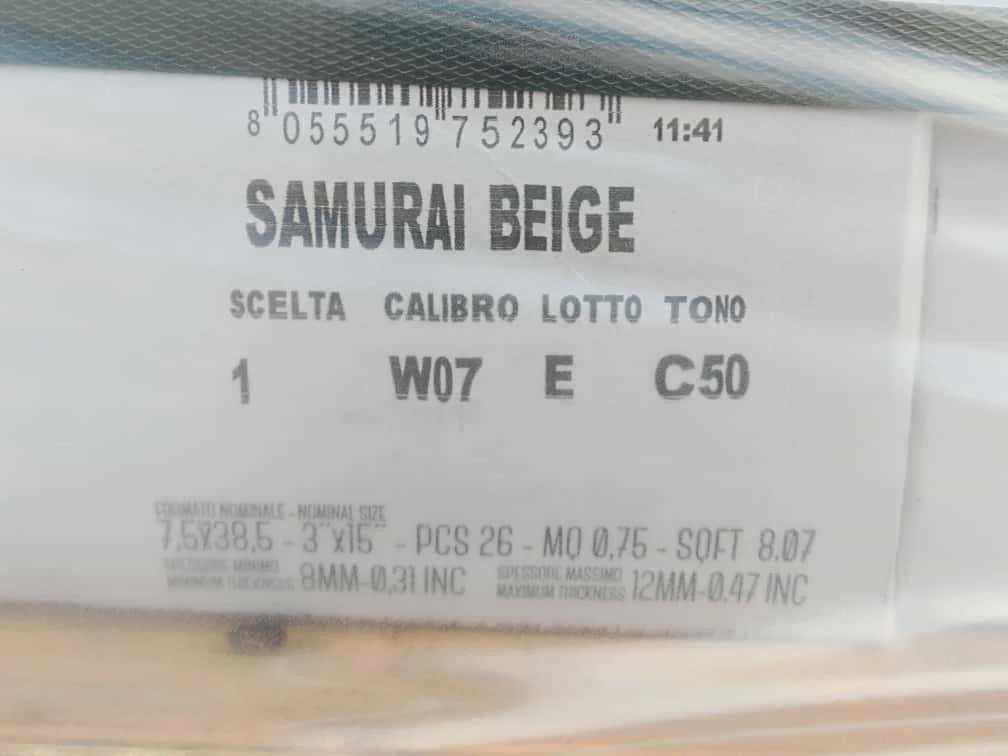 8 055519 752393 11:41
SAMURAI BEIGE
SCELTA CALIBRO LOTTO TONO
1 W07 E C50
FORMATO NOMINALE - NOMINAL SIZE
7,5X38,5 - 3"x15" - PCS 26 - MQ 0,75 - SQFT 8.07
SPESSORE MINIMO SPESSORE MASSIMO
MINIMUM THICKNESS 8MM-0,31 INC MAXIMUM THICKNESS 12MM-0.47 INC